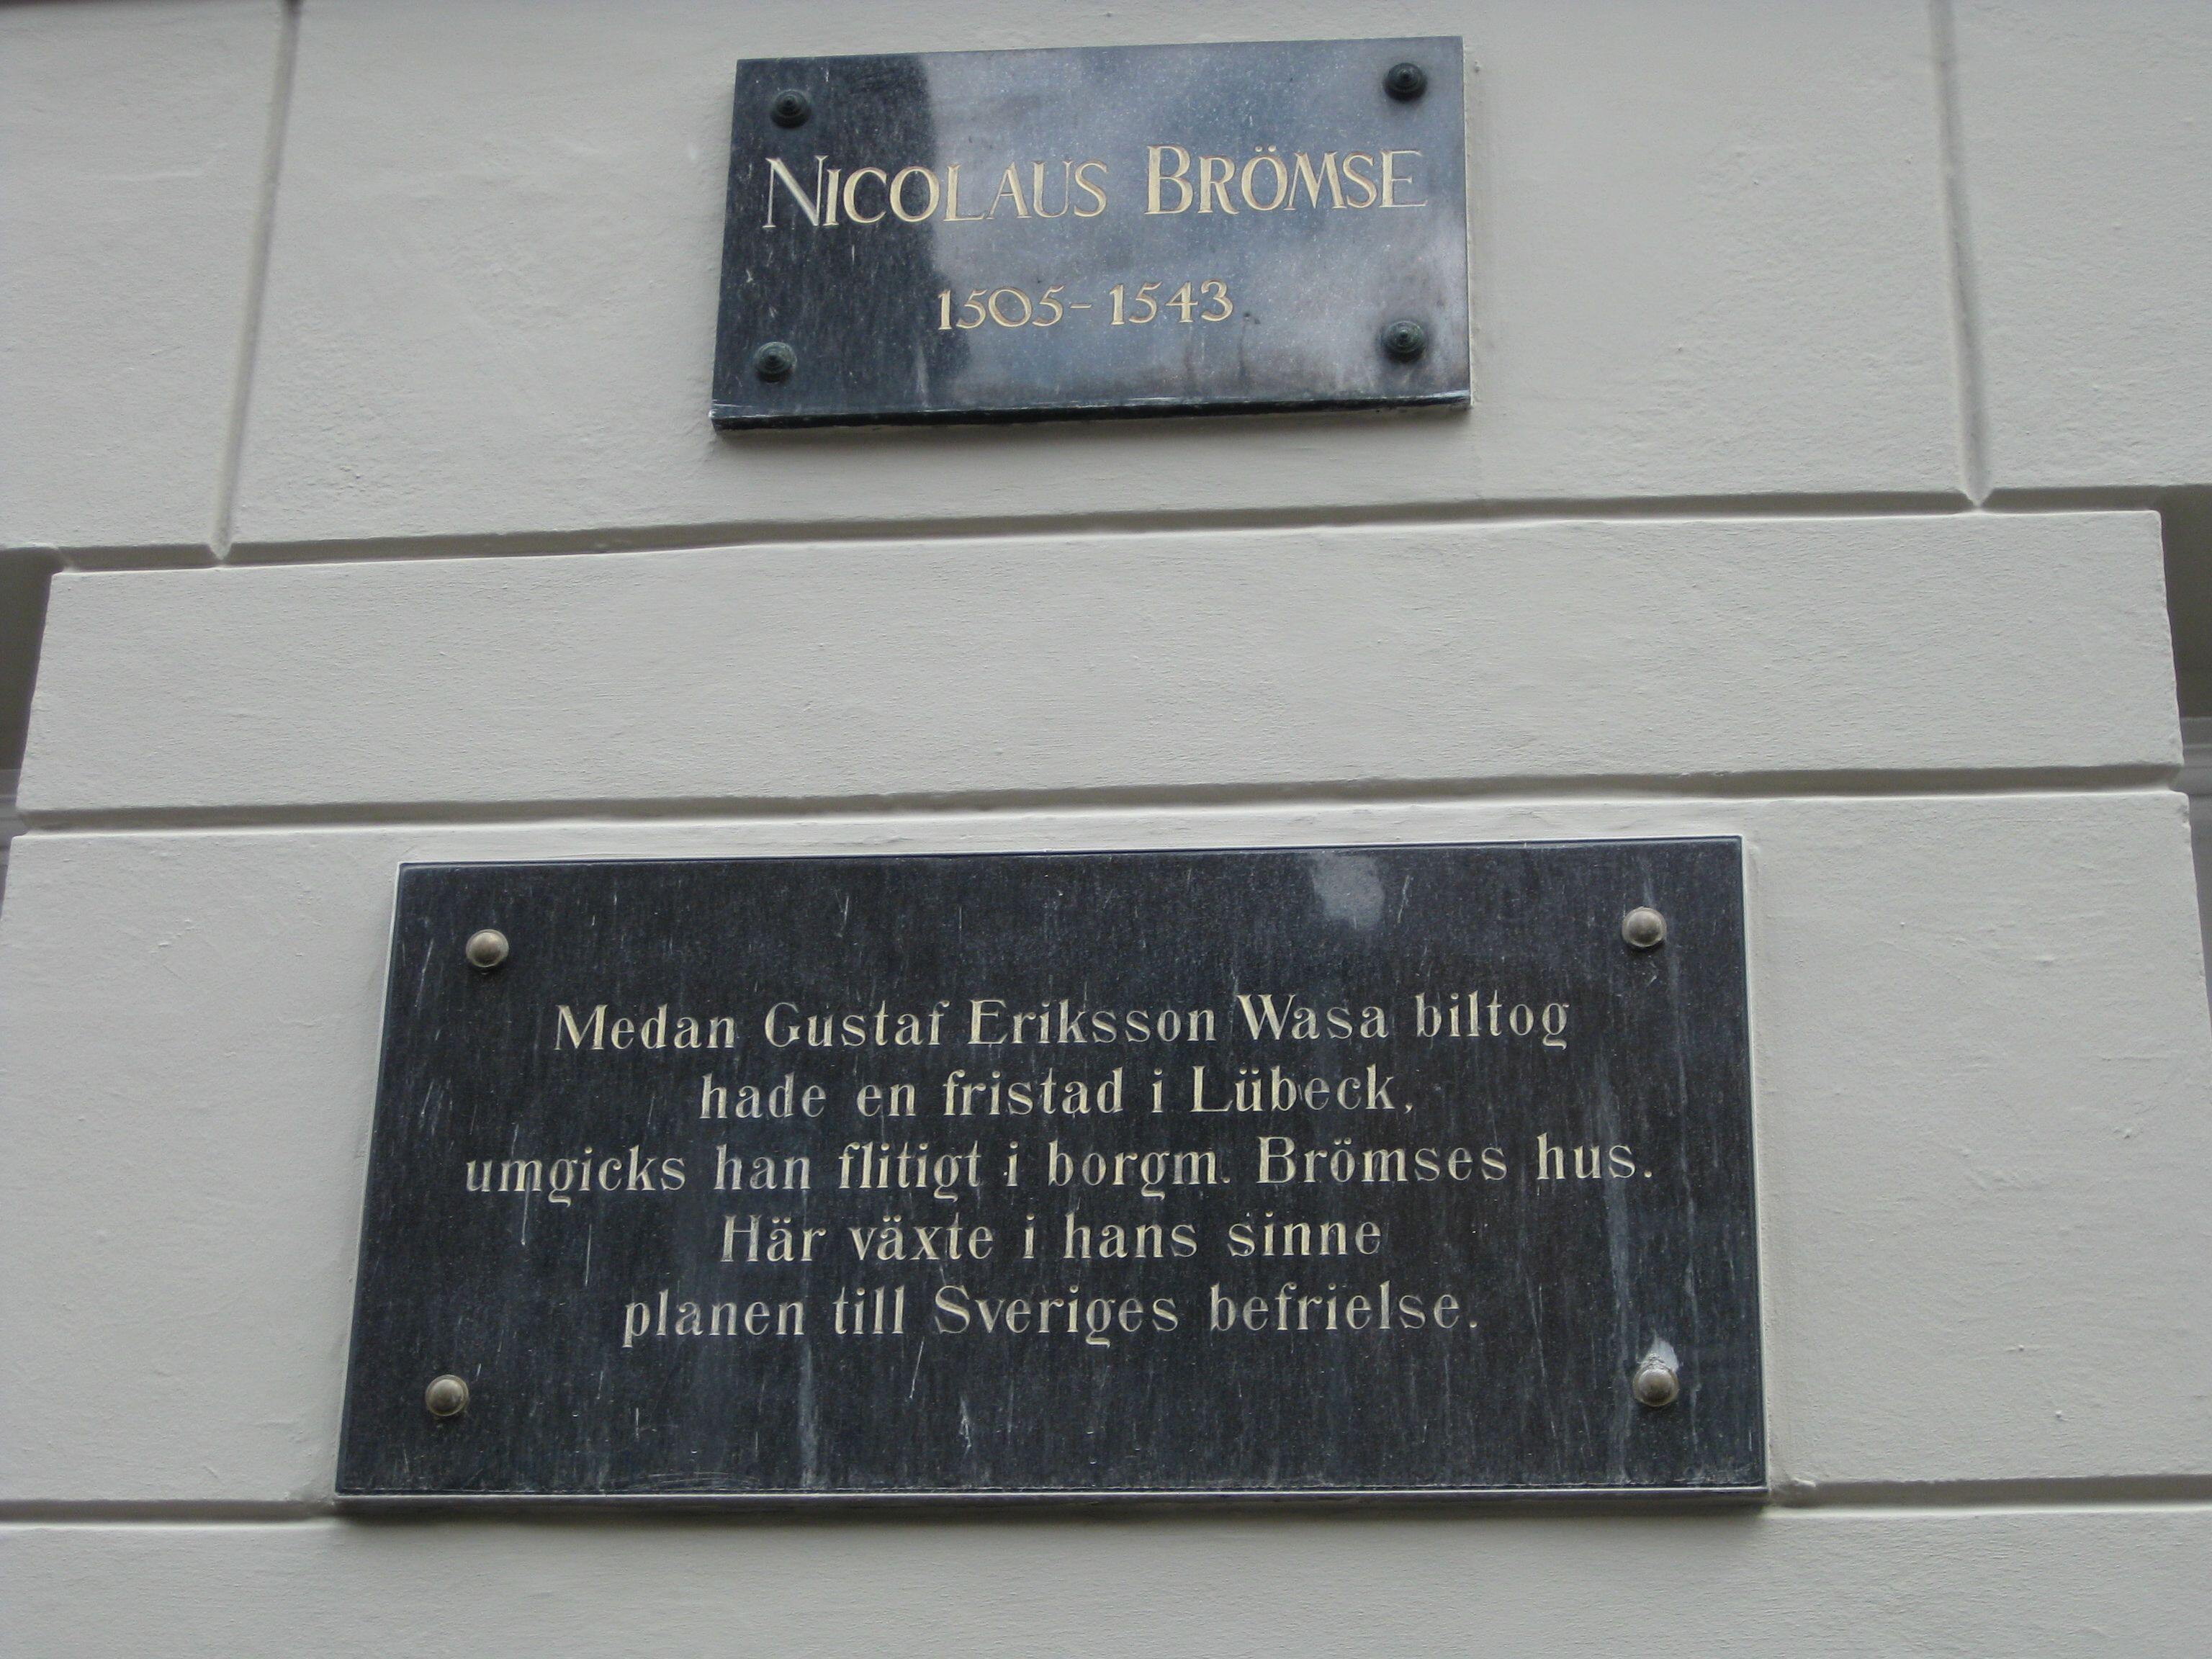 NICOLAUS BRÖMSE
1505-1543
Medan Gustaf Eriksson Wasa biltog
hade en fristad i Lübeck,
umgicks han flitigt i borgm. Brömses hus.
Här växte i hans sinne
planen till Sveriges befrielse.